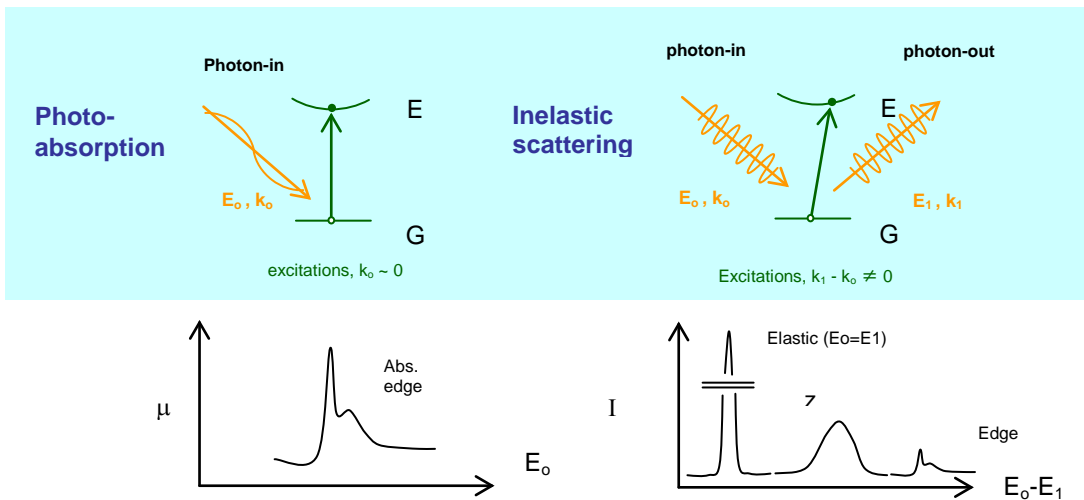 Photon-in
Photo-
absorption
E
Eₒ , kₒ
G
excitations, kₒ ~ 0
photon-in
photon-out
Inelastic
scattering
E
Eₒ, kₒ
E₁, k₁
G
Excitations, k₁ - kₒ ≠ 0
μ
Abs.
edge
Eₒ
I
Elastic (Eo=E1)
Edge
Eₒ-E₁